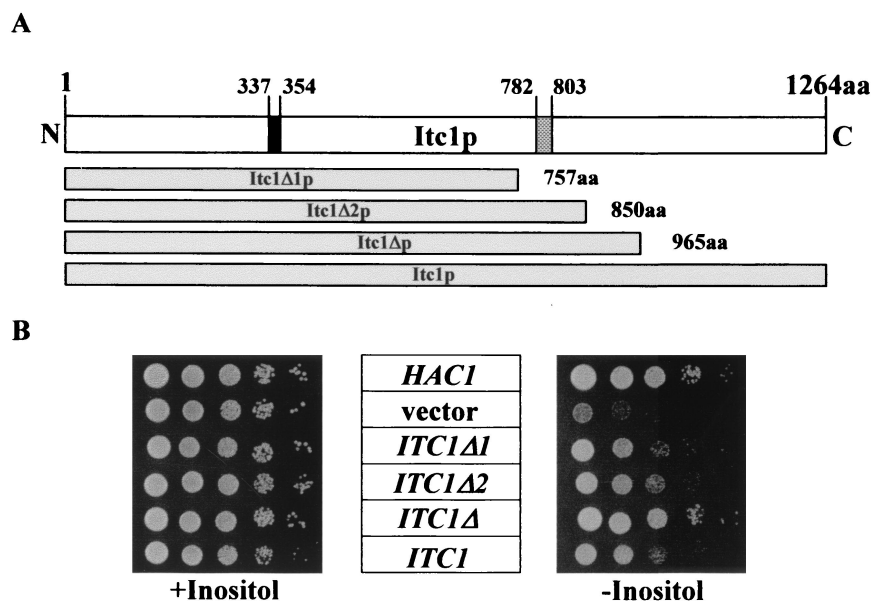 A
1 337 354 782 803 1264aa
N Itc1p C
Itc1Δ1p 757aa
Itc1Δ2p 850aa
Itc1Δp 965aa
Itc1p
B
HAC1
vector
ITC1Δ1
ITC1Δ2
ITC1Δ
ITC1
+Inositol -Inositol